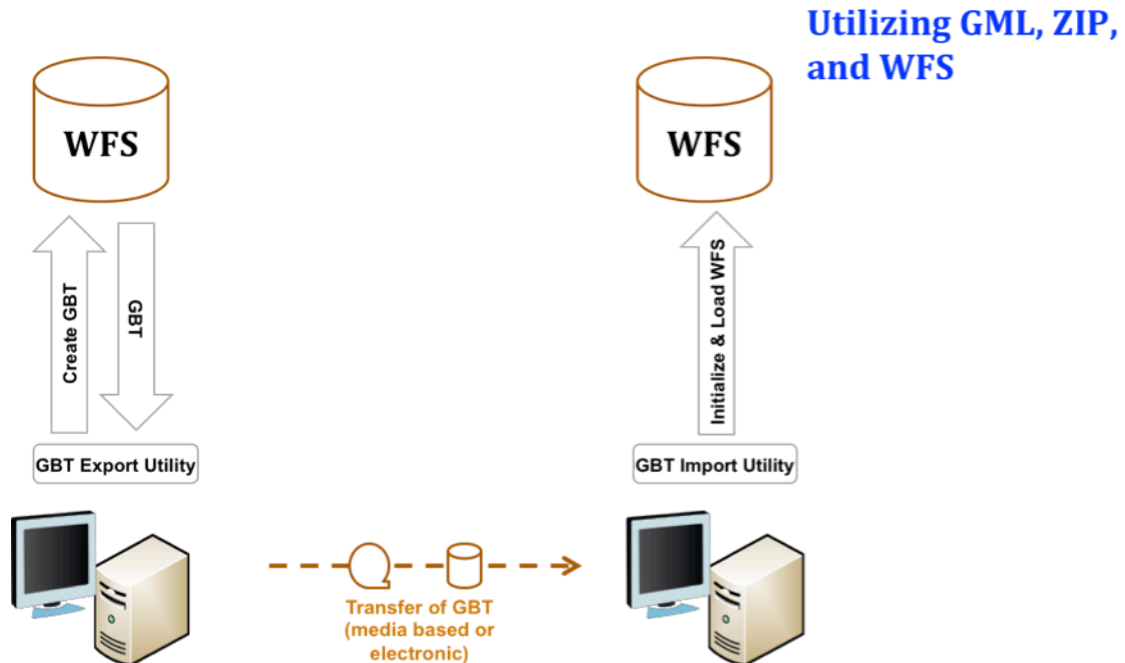 Utilizing GML, ZIP,
and WFS
WFS
WFS
Create GBT
GBT
Initialize & Load WFS
GBT Export Utility
GBT Import Utility
Transfer of GBT
(media based or
electronic)